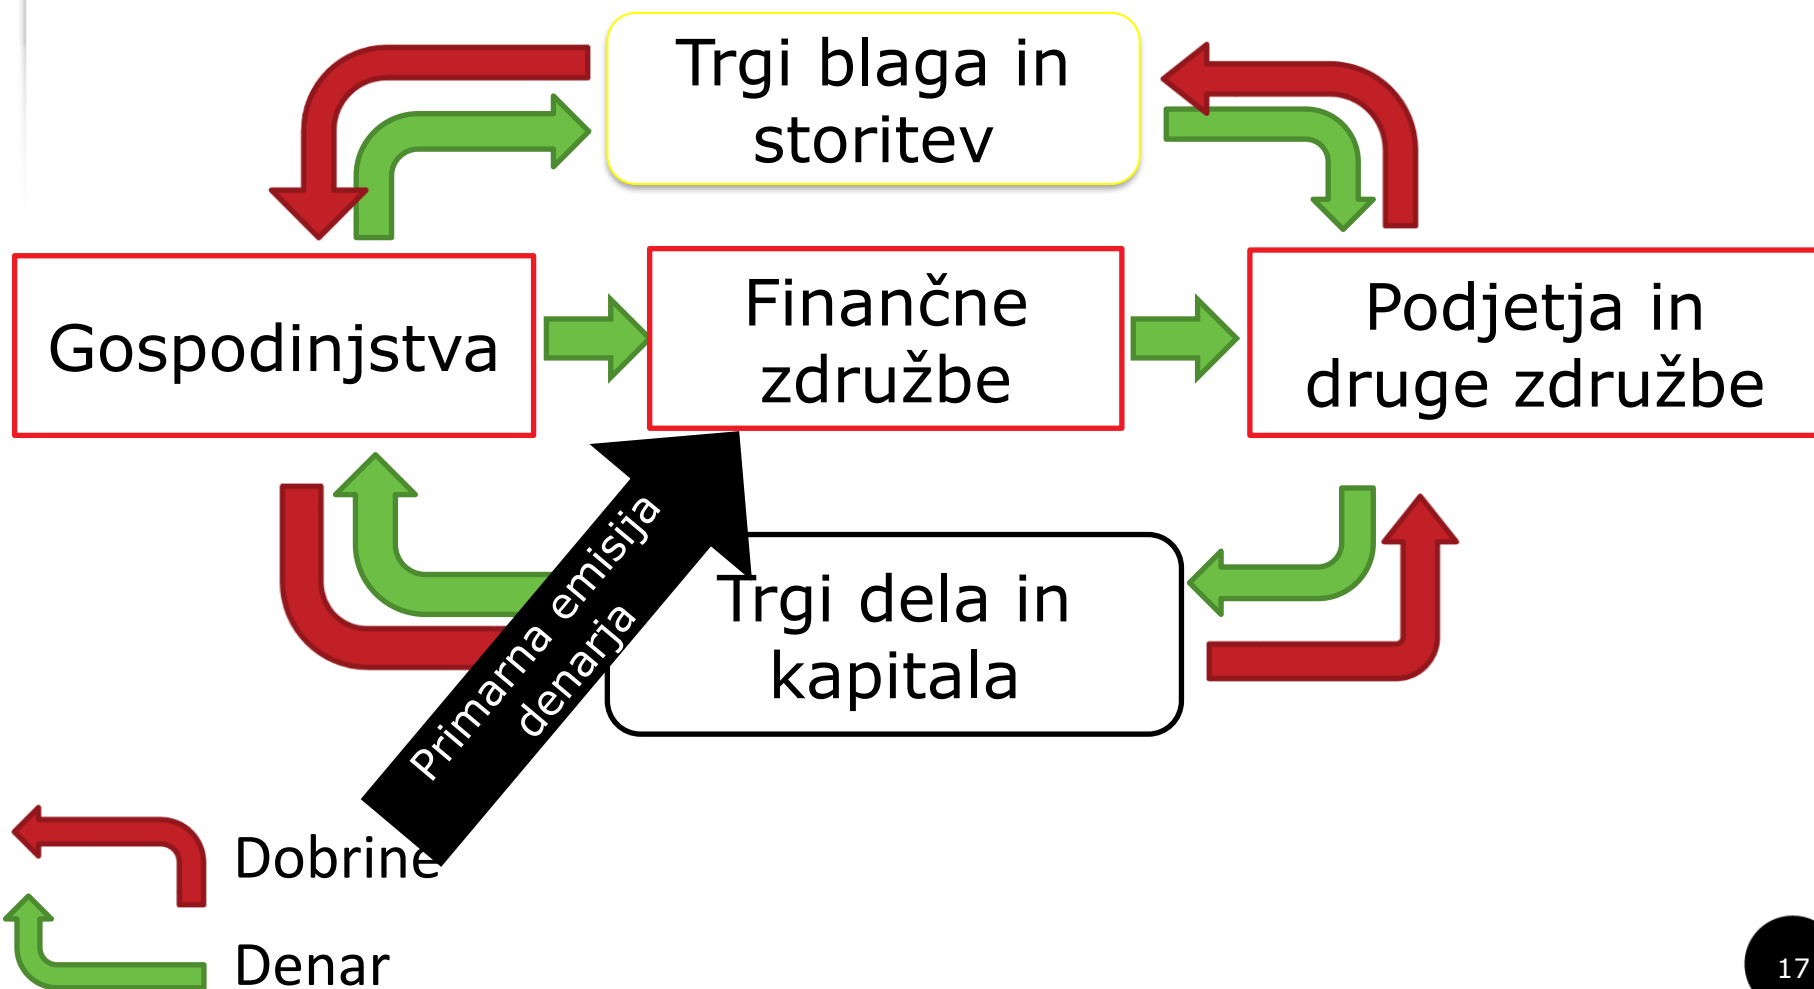 Trgi blaga in
storitev
Gospodinjstva
Finančne
združbe
Podjetja in
druge združbe
Primarna emisija
denarja
Trgi dela in
kapitala
Dobrine
Denar
17